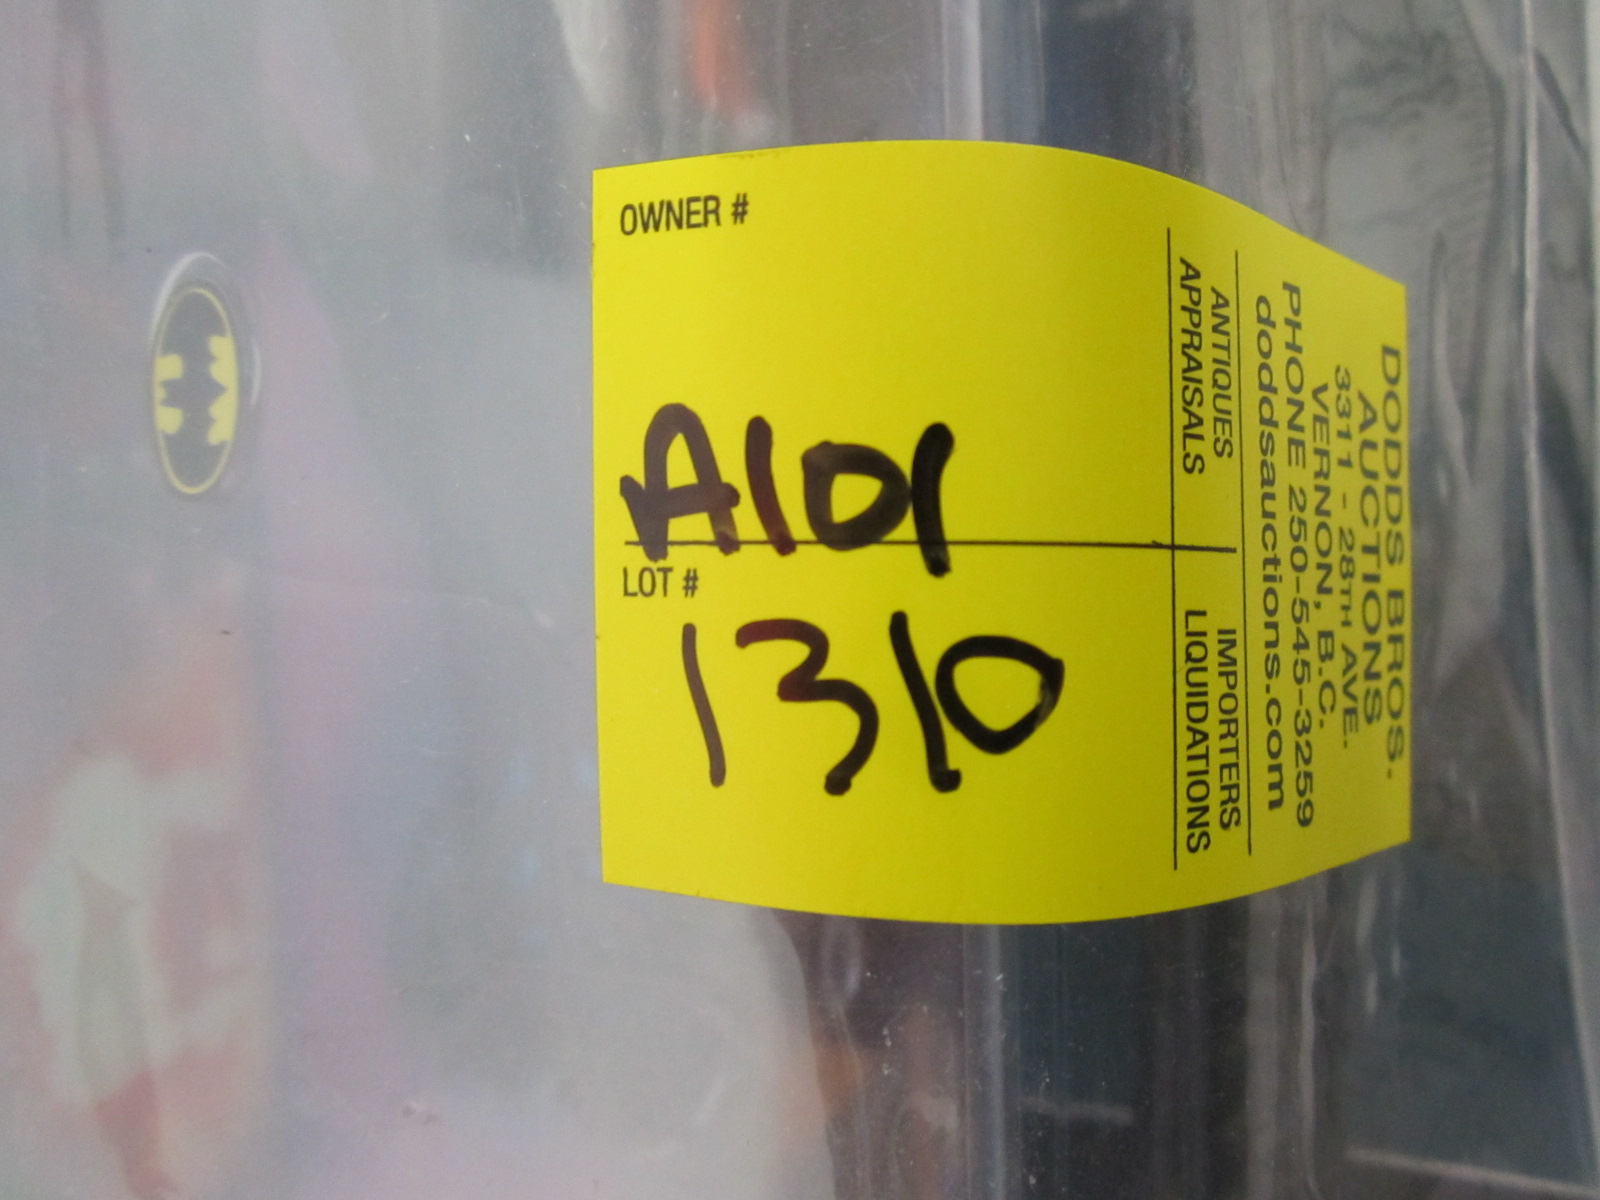 DODDS BROS.
AUCTIONS
3311 - 28TH AVE.
VERNON, B.C.
PHONE 250-545-3259
doddsauctions.com
ANTIQUES
APPRAISALS
IMPORTERS
LIQUIDATIONS
OWNER #
A101
LOT #
1310